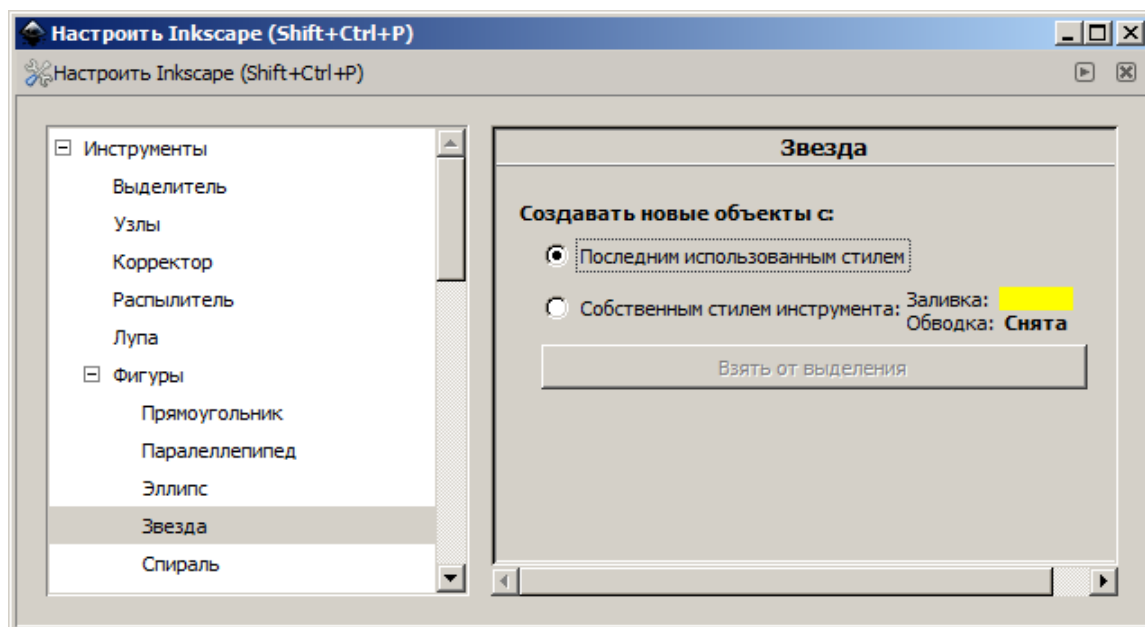 Настроить Inkscape (Shift+Ctrl+P)
Настроить Inkscape (Shift+Ctrl+P)
Инструменты
Выделитель
Узлы
Корректор
Распылитель
Лупа
Фигуры
Прямоугольник
Паралеллепипед
Эллипс
Звезда
Спираль
Звезда
Создавать новые объекты с:
Последним использованным стилем
Собственным стилем инструмента:
Заливка:
Обводка: Снята
Взять от выделения